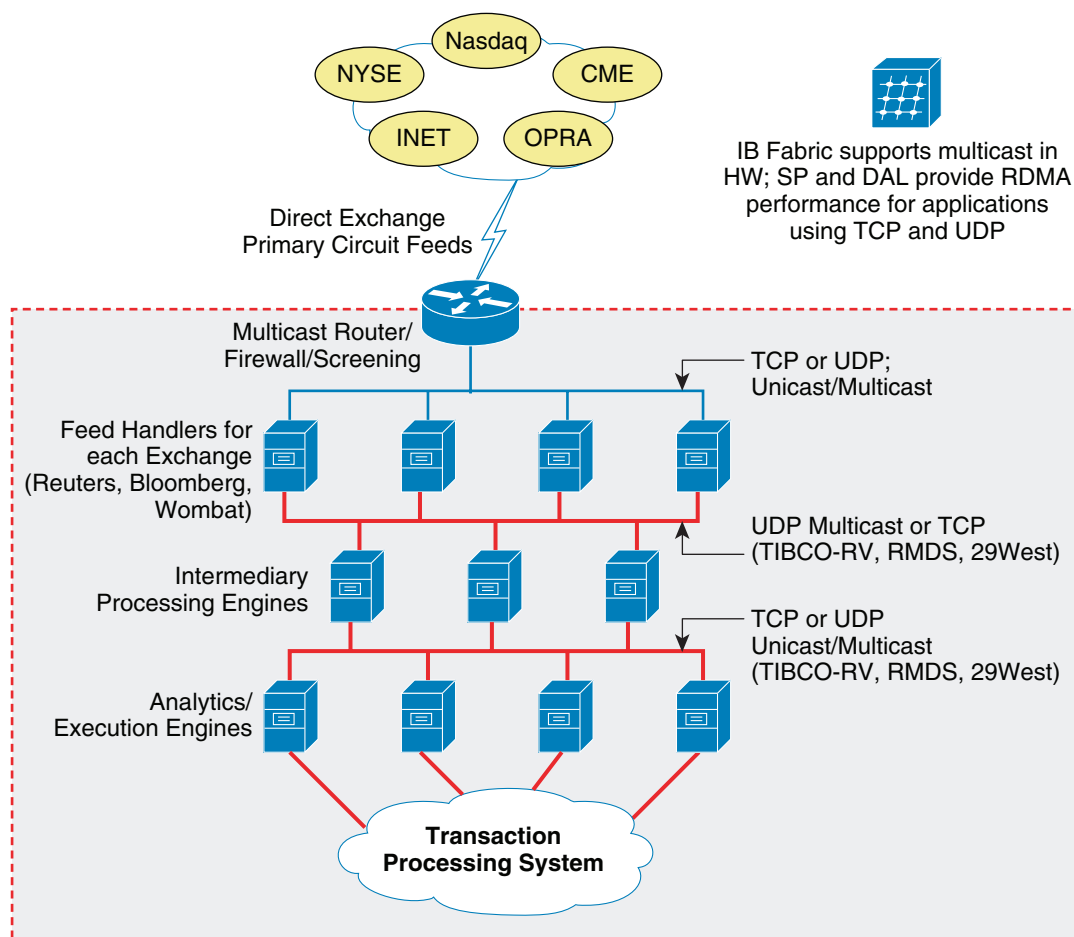 Nasdaq
NYSE
CME
INET
OPRA
IB Fabric supports multicast in
HW; SP and DAL provide RDMA
performance for applications
using TCP and UDP
Direct Exchange
Primary Circuit Feeds
Multicast Router/
Firewall/Screening
TCP or UDP;
Unicast/Multicast
Feed Handlers for
each Exchange
(Reuters, Bloomberg,
Wombat)
UDP Multicast or TCP
(TIBCO-RV, RMDS, 29West)
Intermediary
Processing Engines
TCP or UDP
Unicast/Multicast
(TIBCO-RV, RMDS, 29West)
Analytics/
Execution Engines
Transaction
Processing System